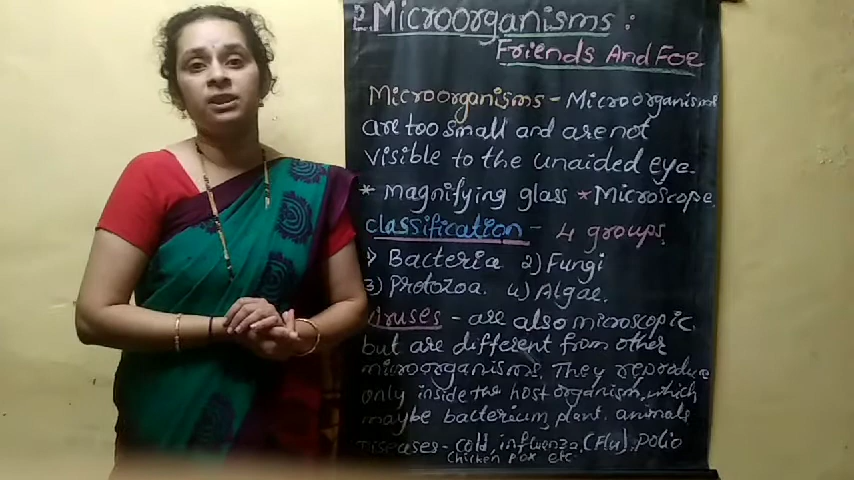 2. Microorganisms :
Friends And Foe
Microorganisms - Microorganisms
are too small and are not
visible to the unaided eye.
* magnifying glass * Microscope.
classification - 4 groups.
1) Bacteria 2) Fungi
3) Protozoa. 4) Algae.
Viruses - are also microscopic
but are different from other
microorganisms. They reproduce
only inside the host organism, which
maybe bacterium, plant, animals
Diseases - cold, influenza, (Flu), Polio
Chicken Pox etc